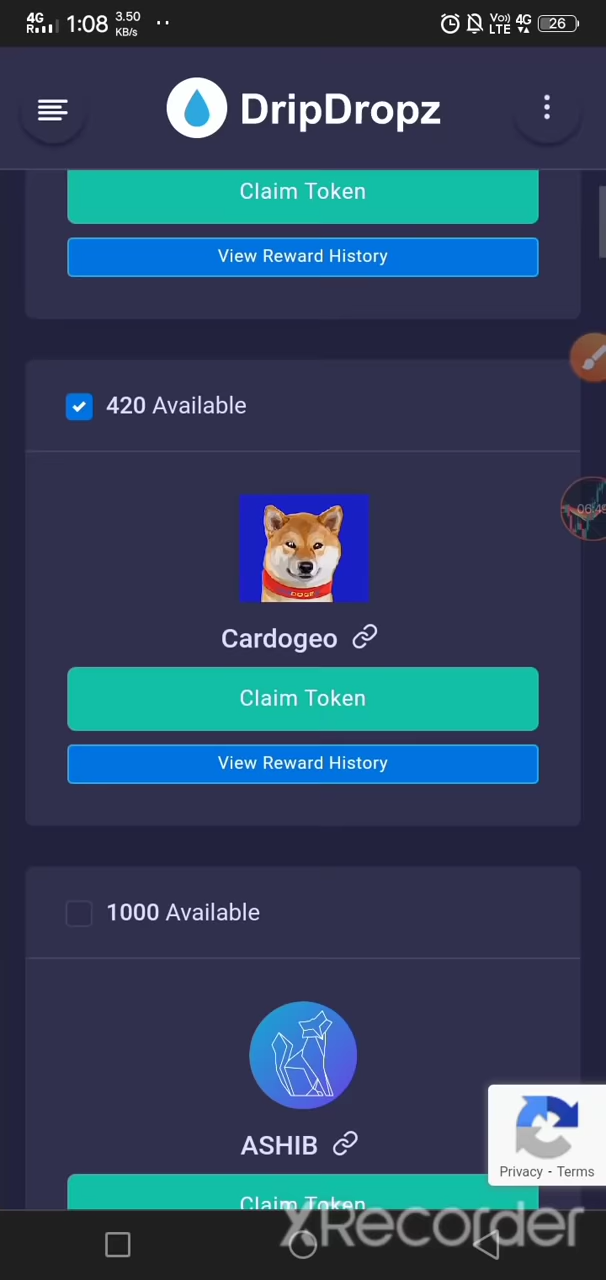 4G
R
1:08
3.50
KB/s
Vo))
LTE
4G
26
DripDropz
Claim Token
View Reward History
420 Available
DOGE
Cardogeo
Claim Token
View Reward History
1000 Available
ASHIB
Privacy - Terms
Claim Token
XRecorder